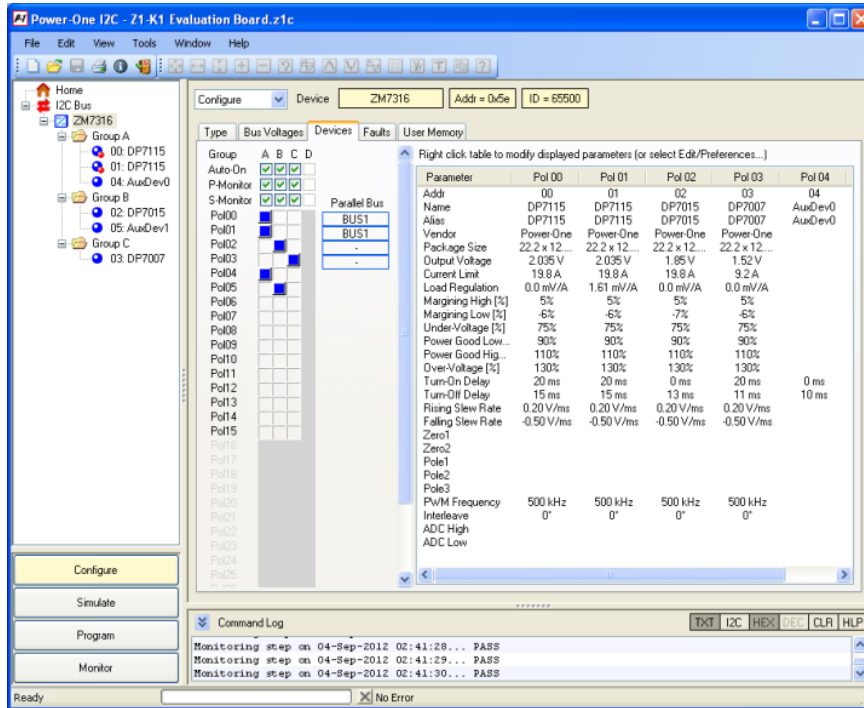 Power-One I2C - Z1-K1 Evaluation Board.z1c
File Edit View Tools Window Help
Home
I2C Bus
ZM7316
Group A
00: DP7115
01: DP7115
04: AuxDev0
Group B
02: DP7015
05: AuxDev1
Group C
03: DP7007
Configure
Simulate
Program
Monitor
Configure Device ZM7316 Addr = 0x5e ID = 65500
Type Bus Voltages Devices Faults User Memory
Group A B C D
Auto-On
P-Monitor
S-Monitor Parallel Bus
Pol00 BUS1
Pol01 BUS1
Pol02 -
Pol03 -
Pol04
Pol05
Pol06
Pol07
Pol08
Pol09
Pol10
Pol11
Pol12
Pol13
Pol14
Pol15
Pol16
Pol17
Pol18
Pol19
Pol20
Pol21
Pol22
Pol23
Pol24
Pol25
Right click table to modify displayed parameters (or select Edit/Preferences...)
Parameter Pol 00 Pol 01 Pol 02 Pol 03 Pol 04
Addr 00 01 02 03 04
Name DP7115 DP7115 DP7015 DP7007 AuxDev0
Alias DP7115 DP7115 DP7015 DP7007 AuxDev0
Vendor Power-One Power-One Power-One Power-One
Package Size 22.2 x 12.... 22.2 x 12.... 22.2 x 12.... 22.2 x 12....
Output Voltage 2.035 V 2.035 V 1.85 V 1.52 V
Current Limit 19.8 A 19.8 A 19.8 A 9.2 A
Load Regulation 0.0 mV/A 1.61 mV/A 0.0 mV/A 0.0 mV/A
Margining High [%] 5% 5% 5% 5%
Margining Low [%] -6% -6% -7% -6%
Under-Voltage [%] 75% 75% 75% 75%
Power Good Low... 90% 90% 90% 90%
Power Good Hig... 110% 110% 110% 110%
Over-Voltage [%] 130% 130% 130% 130%
Turn-On Delay 20 ms 20 ms 0 ms 20 ms 0 ms
Turn-Off Delay 15 ms 15 ms 13 ms 11 ms 10 ms
Rising Slew Rate 0.20 V/ms 0.20 V/ms 0.20 V/ms 0.20 V/ms
Falling Slew Rate -0.50 V/ms -0.50 V/ms -0.50 V/ms -0.50 V/ms
Zero1
Zero2
Pole1
Pole2
Pole3
PWM Frequency 500 kHz 500 kHz 500 kHz 500 kHz
Interleave 0° 0° 0° 0°
ADC High
ADC Low
Command Log TXT I2C HEX DEC CLR HLP
Monitoring step on 04-Sep-2012 02:41:28... PASS
Monitoring step on 04-Sep-2012 02:41:29... PASS
Monitoring step on 04-Sep-2012 02:41:30... PASS
Ready No Error